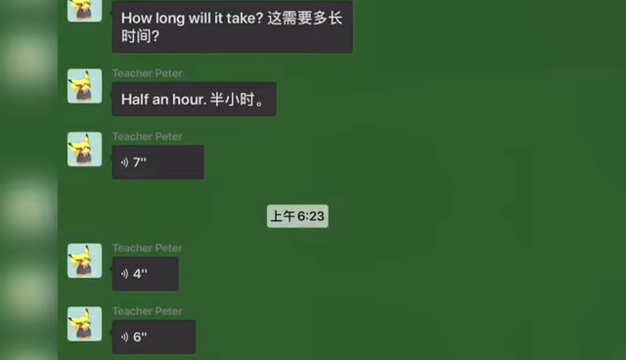 How long will it take? 这需要多长
时间?
Teacher Peter
Half an hour. 半小时。
Teacher Peter
7"
上午6:23
Teacher Peter
4"
Teacher Peter
6"